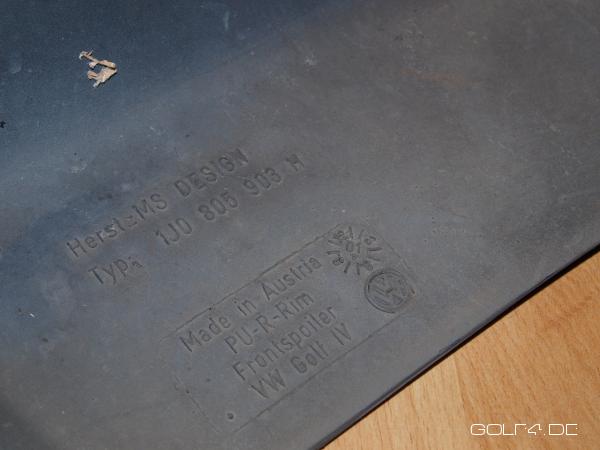 Herst.:MS DESIGN
Typ: 1J0 805 903 H
Made in Austria
PU-R-Rim
Frontspoiler
VW Golf IV
GOLF4.DE